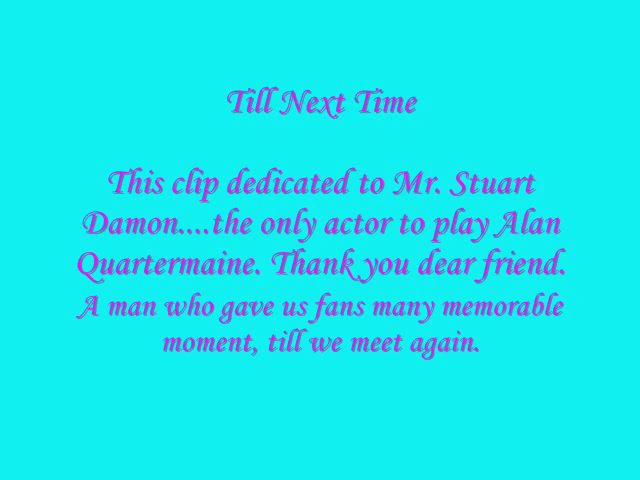 Till Next Time
This clip dedicated to Mr. Stuart
Damon....the only actor to play Alan
Quartermaine. Thank you dear friend.
A man who gave us fans many memorable
moment, till we meet again.